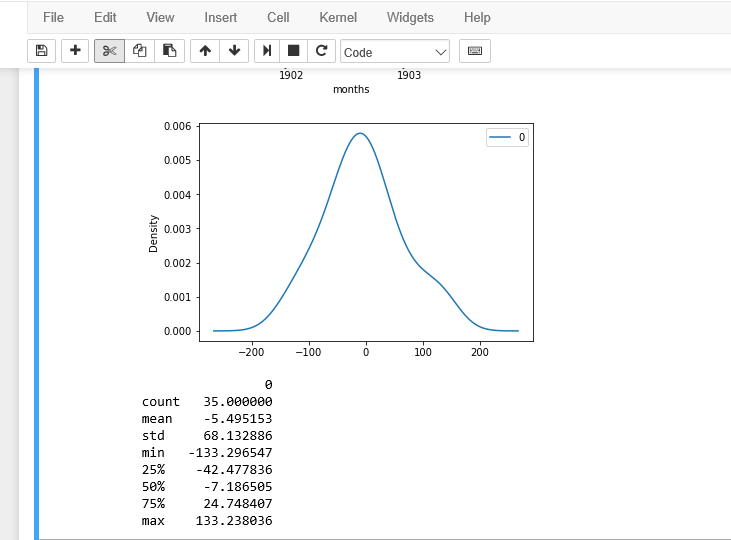 File Edit View Insert Cell Kernel Widgets Help
Code
1902 1903
months
0.006
0.005
0.004
0.003
0.002
0.001
0.000
Density
0
−200 −100 0 100 200
0
count 35.000000
mean -5.495153
std 68.132886
min -133.296547
25% -42.477836
50% -7.186505
75% 24.748407
max 133.238036